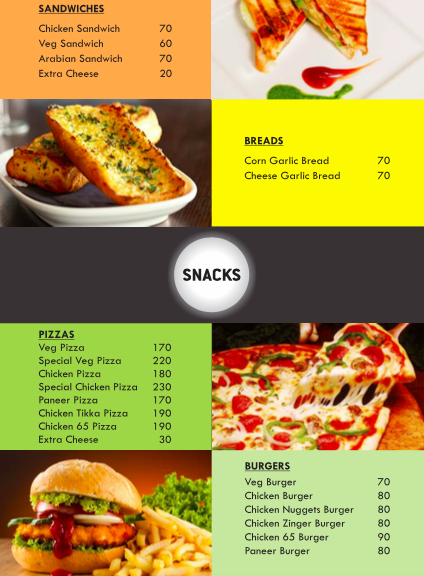 SANDWICHES
Chicken Sandwich 70
Veg Sandwich 60
Arabian Sandwich 70
Extra Cheese 20
BREADS
Corn Garlic Bread 70
Cheese Garlic Bread 70
SNACKS
PIZZAS
Veg Pizza 170
Special Veg Pizza 220
Chicken Pizza 180
Special Chicken Pizza 230
Paneer Pizza 170
Chicken Tikka Pizza 190
Chicken 65 Pizza 190
Extra Cheese 30
BURGERS
Veg Burger 70
Chicken Burger 80
Chicken Nuggets Burger 80
Chicken Zinger Burger 80
Chicken 65 Burger 90
Paneer Burger 80